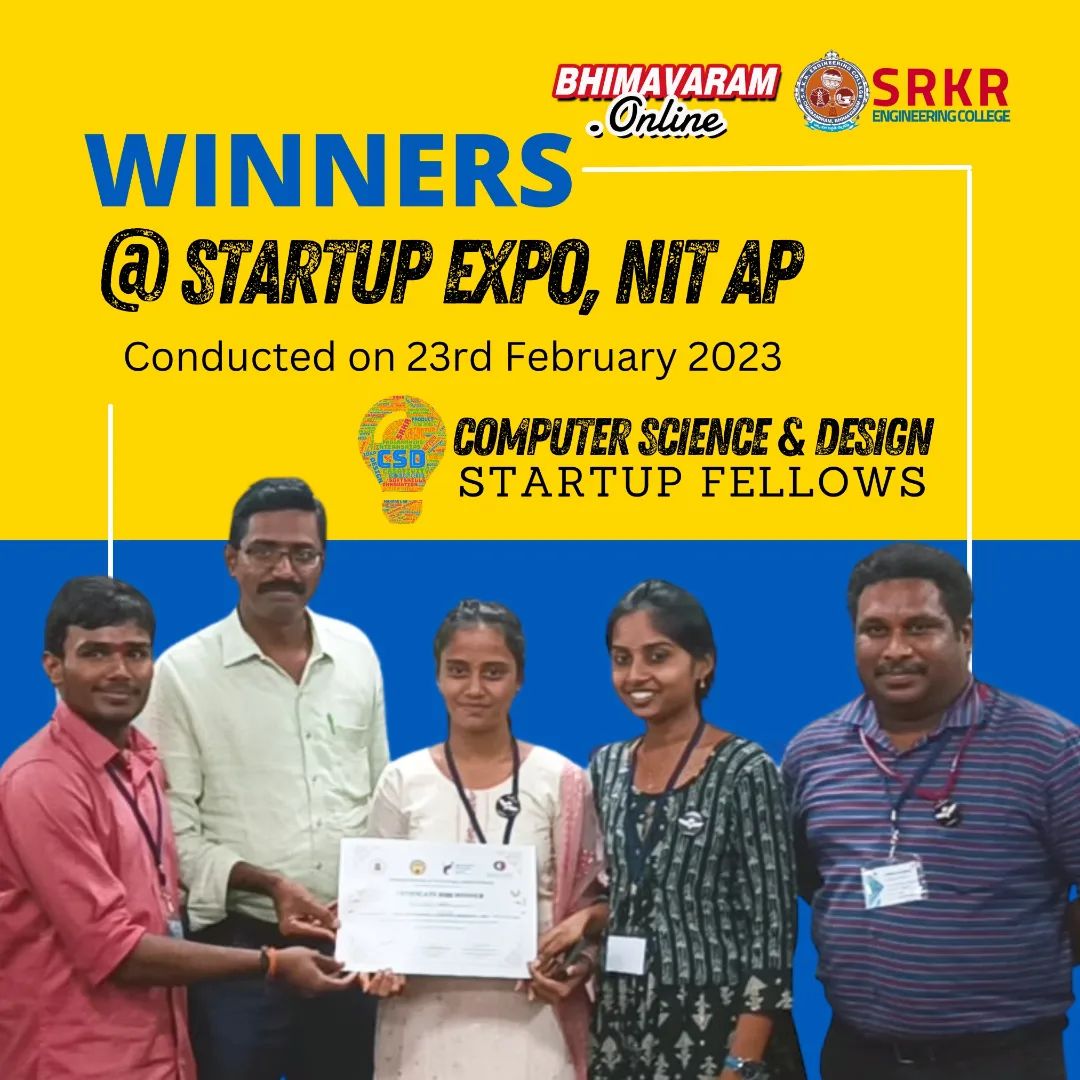 BHIMAVARAM
.Online
SRKR
ENGINEERING COLLEGE
WINNERS
@ STARTUP EXPO, NIT AP
Conducted on 23rd February 2023
CSD
COMPUTER SCIENCE & DESIGN
STARTUP FELLOWS